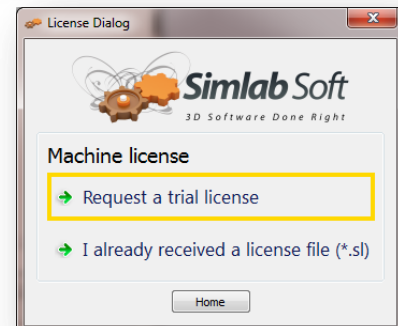 License Dialog
Simlab Soft
3D Software Done Right
Machine license
Request a trial license
I already received a license file (*.sl)
Home